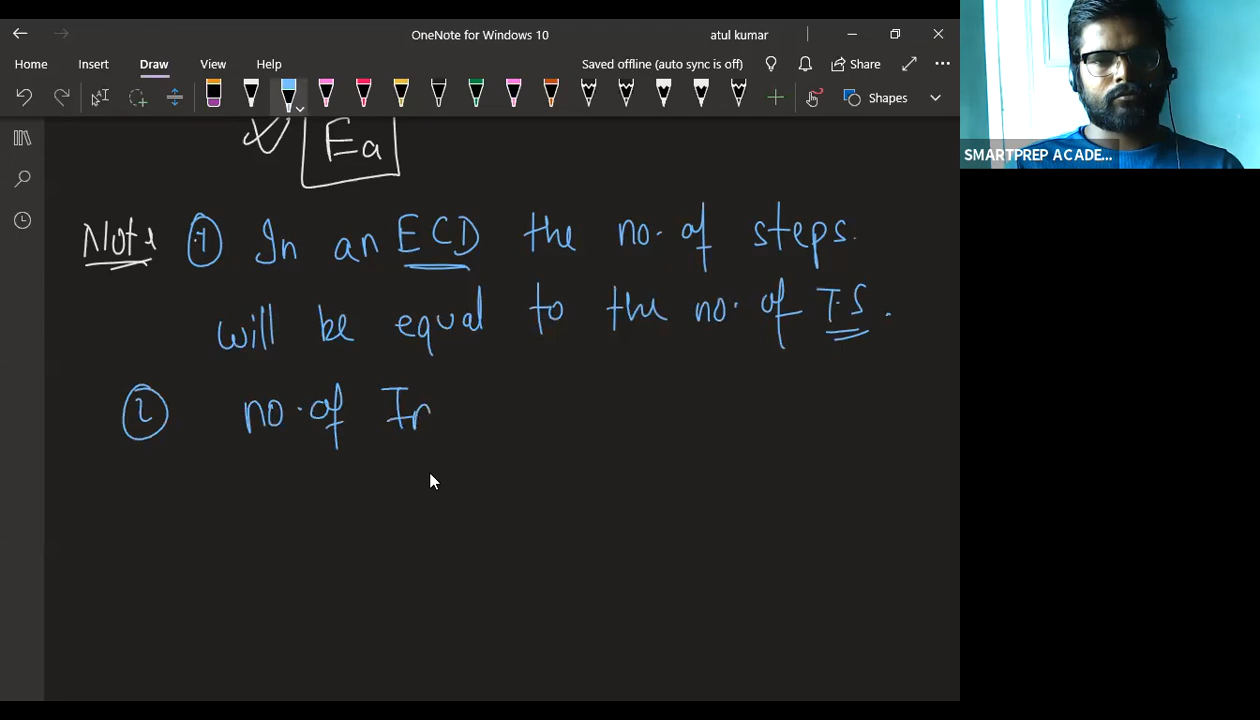 OneNote for Windows 10
atul kumar
Home Insert Draw View Help
Saved offline (auto sync is off) Share
Shapes
SMARTPREP ACADE...
Ea
Note 1 In an ECD the no. of steps.
will be equal to the no. of T.S.
2 no. of In